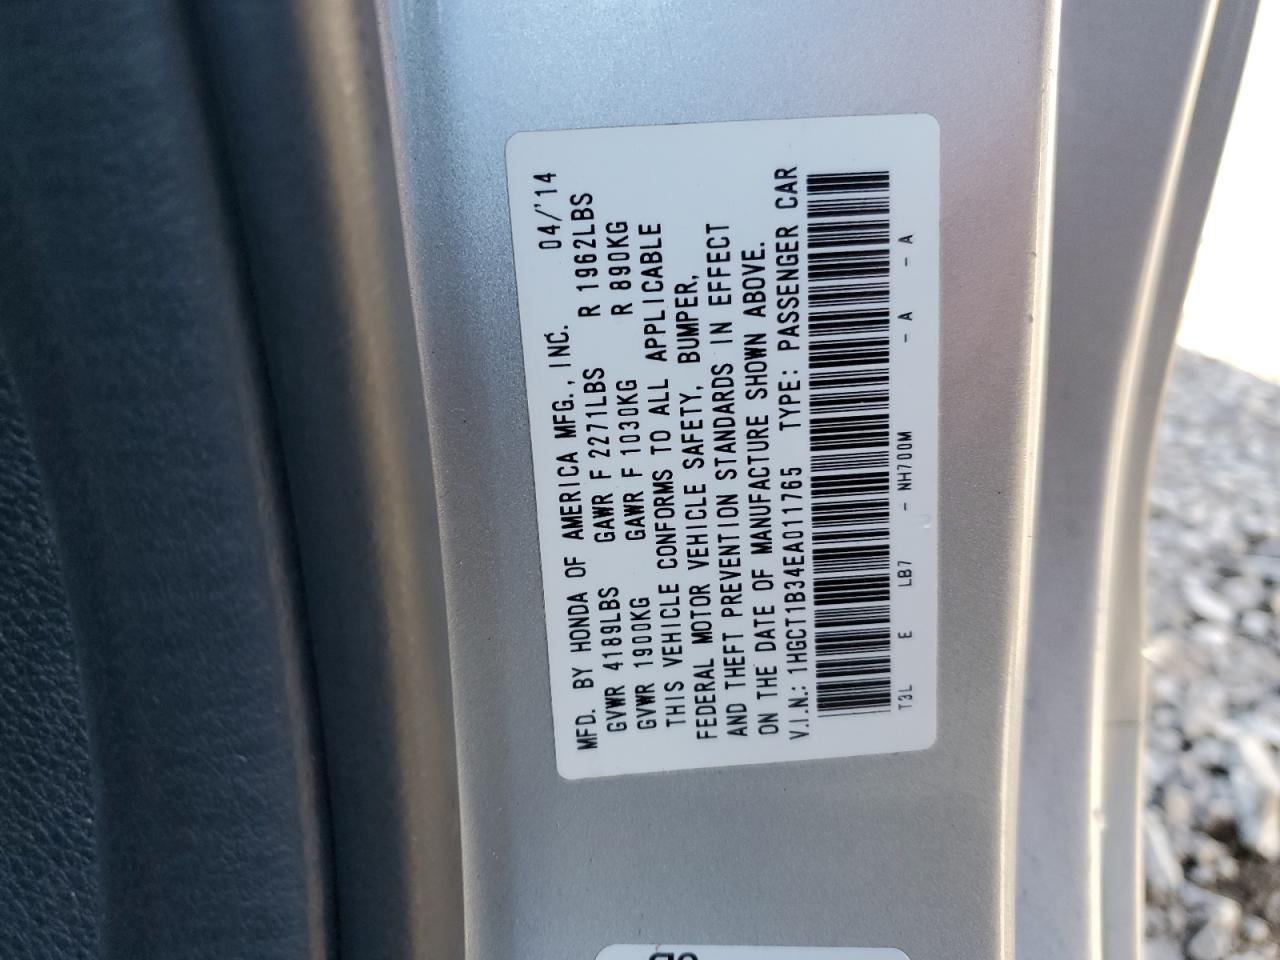 MFD. BY HONDA OF AMERICA MFG., INC. 04/'14
GVWR 4189LBS GAWR F 2271LBS R 1962LBS
GVWR 1900KG GAWR F 1030KG R 890KG
THIS VEHICLE CONFORMS TO ALL APPLICABLE
FEDERAL MOTOR VEHICLE SAFETY, BUMPER,
AND THEFT PREVENTION STANDARDS IN EFFECT
ON THE DATE OF MANUFACTURE SHOWN ABOVE.
V.I.N.: 1HGCT1B34EA011765 TYPE: PASSENGER CAR
T3L E LB7 - NH700M - A - A